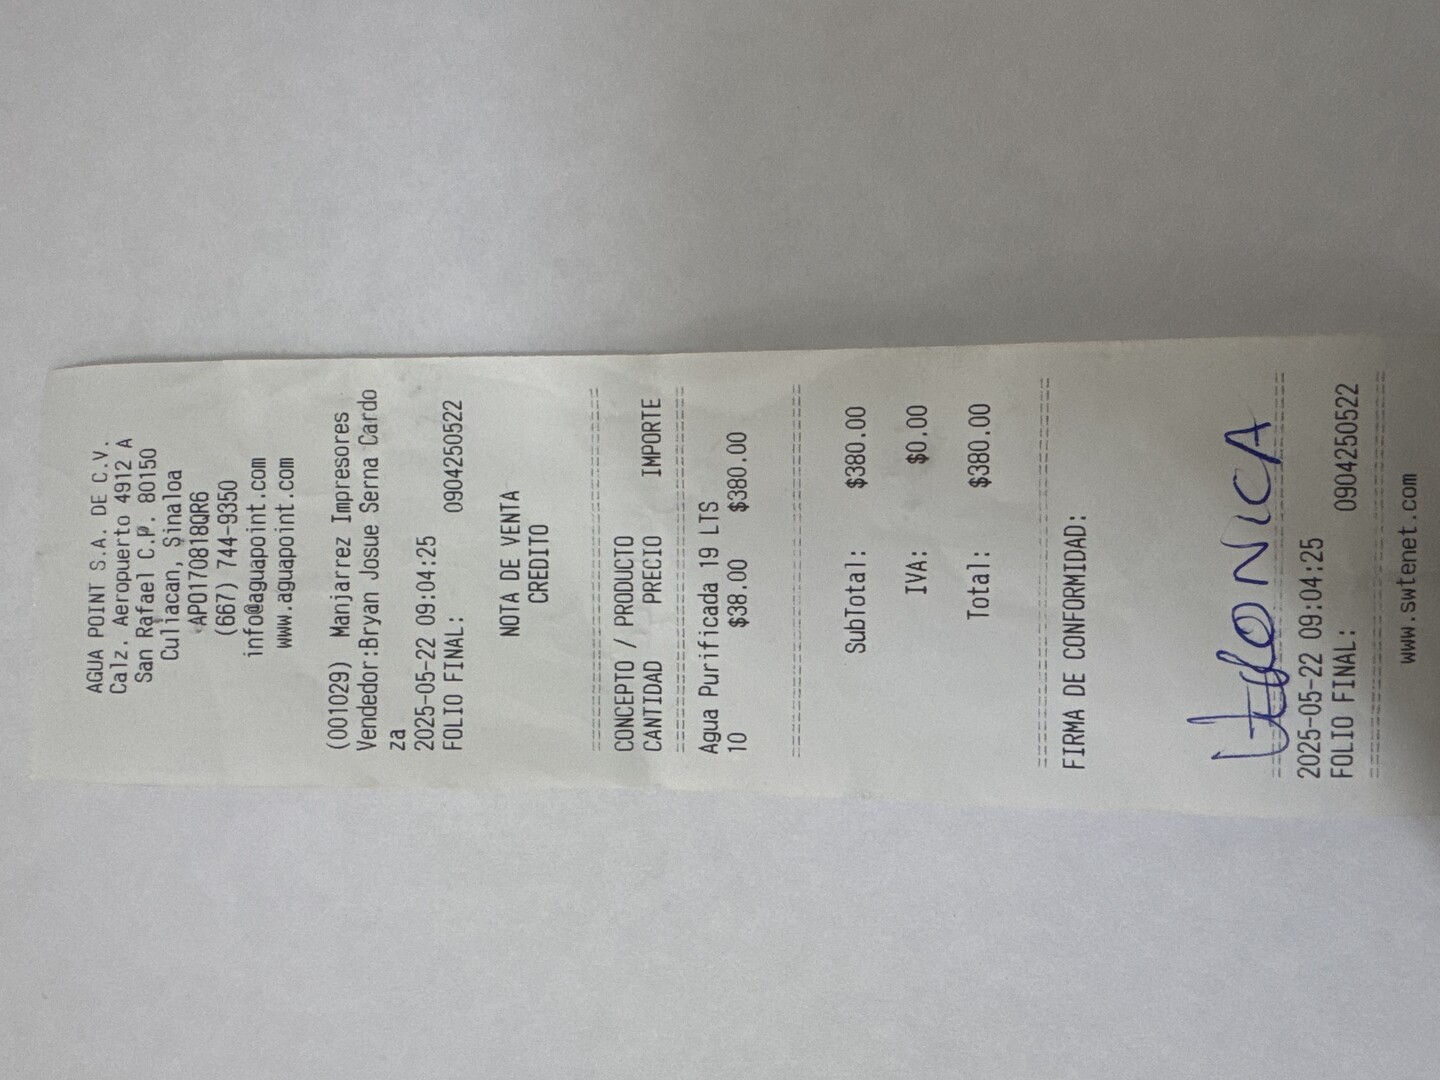 AGUA POINT S.A. DE C.V.
Calz. Aeropuerto 4912 A
San Rafael C.P. 80150
Culiacan, Sinaloa
APO170818QR6
(667) 744-9350
info@aguapoint.com
www.aguapoint.com
(001029) Manjarrez Impresores
Vendedor:Bryan Josue Serna Cardo
za
2025-05-22 09:04:25
FOLIO FINAL: 0904250522
NOTA DE VENTA
CREDITO
CONCEPTO / PRODUCTO
CANTIDAD PRECIO IMPORTE
Agua Purificada 19 LTS
10 $38.00 $380.00
SubTotal: $380.00
IVA: $0.00
Total: $380.00
FIRMA DE CONFORMIDAD:
2025-05-22 09:04:25
FOLIO FINAL: 0904250522
www.swtenet.com